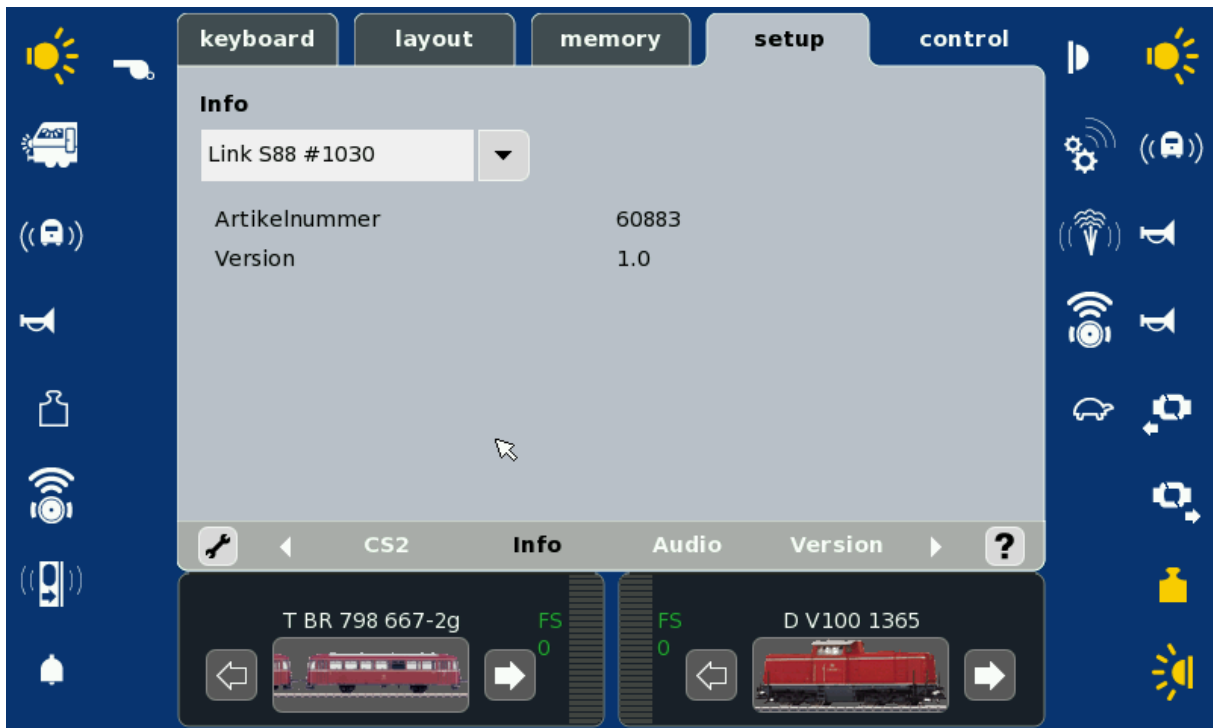 keyboard layout memory setup control
Info
Link S88 #1030
Artikelnummer 60883
Version 1.0
CS2 Info Audio Version ?
T BR 798 667-2g FS
0
FS D V100 1365
0